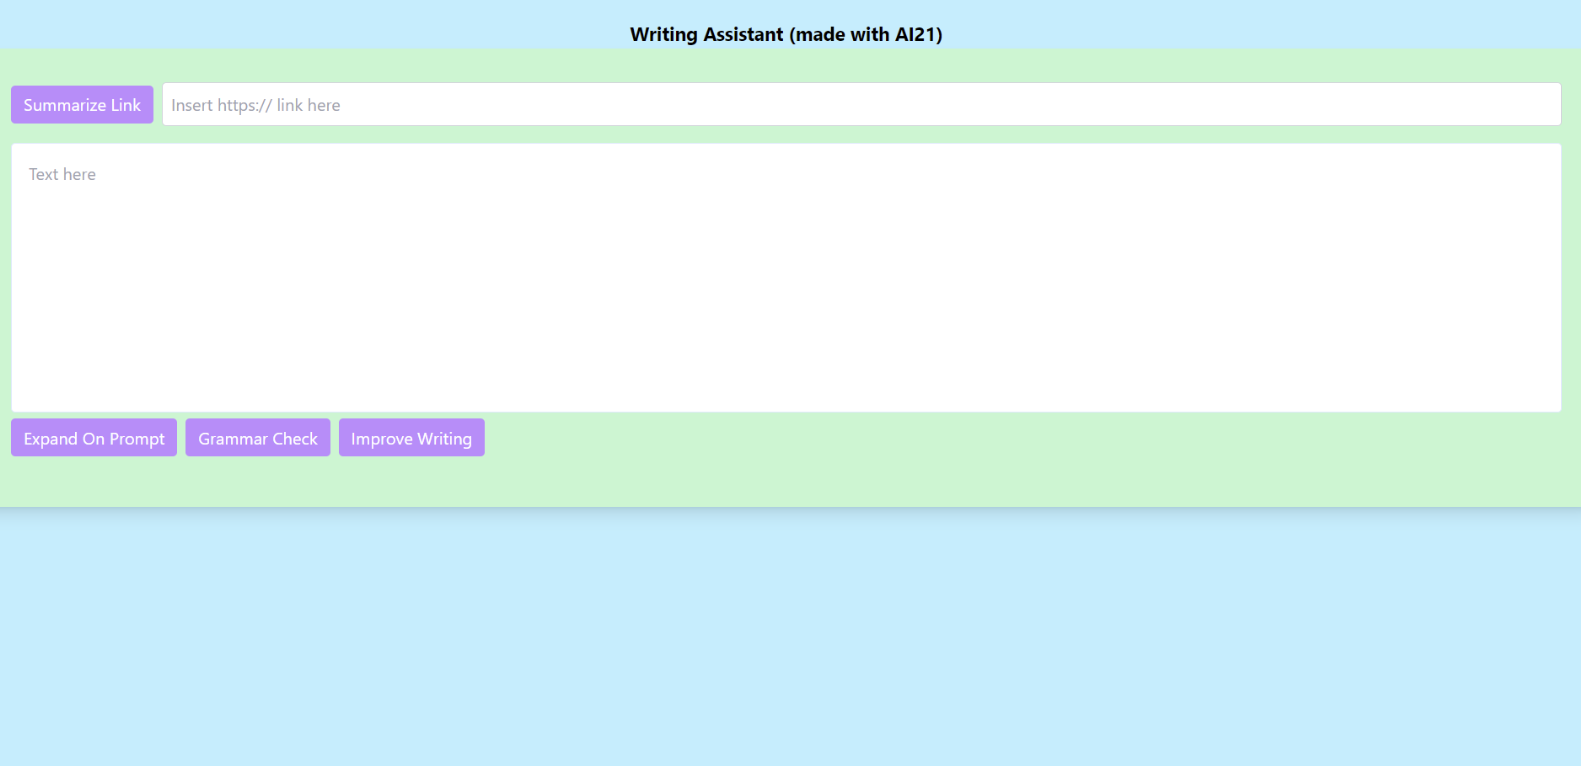 Writing Assistant (made with AI21)
Summarize Link Insert https:// link here
Text here
Expand On Prompt Grammar Check Improve Writing